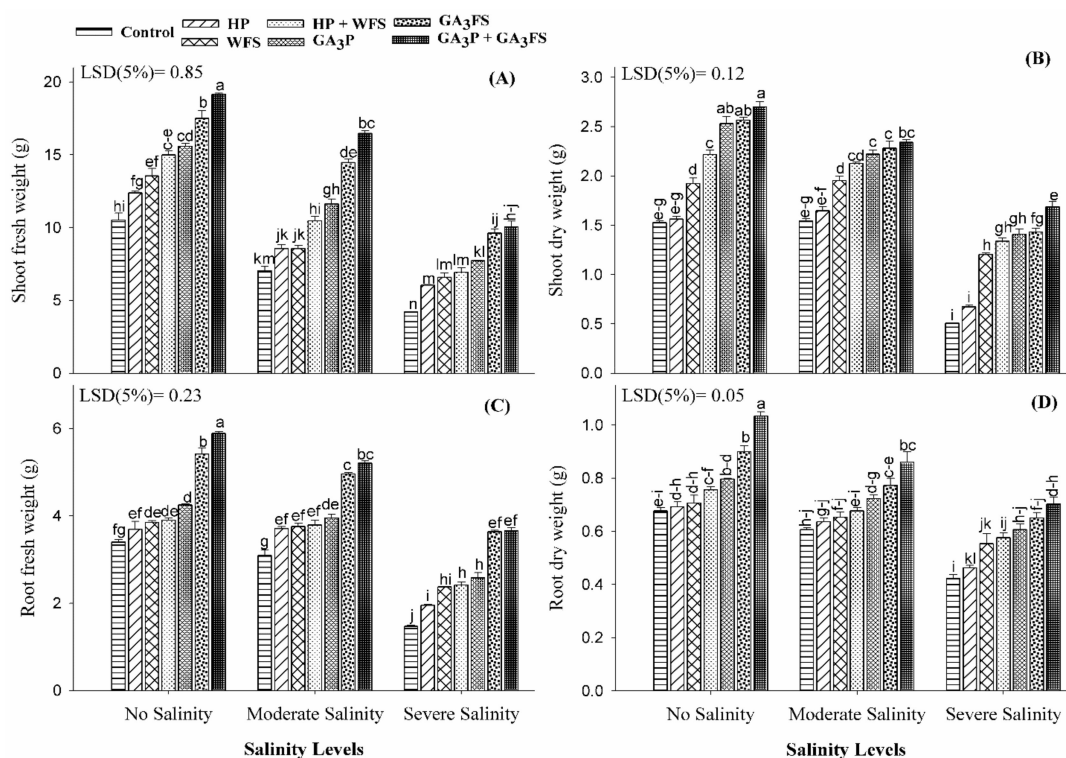 Control HP HP + WFS GA3FS
WFS GA3P GA3P + GA3FS
LSD(5%)= 0.85
(A)
Shoot fresh weight (g)
20
15
10
5
0
hi fg ef c-e cd b a
km jk jk hi gh de bc
n m lm lm kl ij h-j
LSD(5%)= 0.12
(B)
Shoot dry weight (g)
3.0
2.5
2.0
1.5
1.0
0.5
0.0
e-g e-g d c ab ab a
e-g e-f d cd c c bc
i i h gh gh fg e
LSD(5%)= 0.23
(C)
Root fresh weight (g)
6
4
2
0
fg ef de de d b a
g ef ef ef de c bc
j i hi h h ef ef
No Salinity Moderate Salinity Severe Salinity
Salinity Levels
LSD(5%)= 0.05
(D)
Root dry weight (g)
1.0
0.8
0.6
0.4
0.2
0.0
e-i d-h d-h c-f b-d b a
h-j g-j f-j e-i d-g c-e bc
i kl jk ij h-j f-j d-h
No Salinity Moderate Salinity Severe Salinity
Salinity Levels